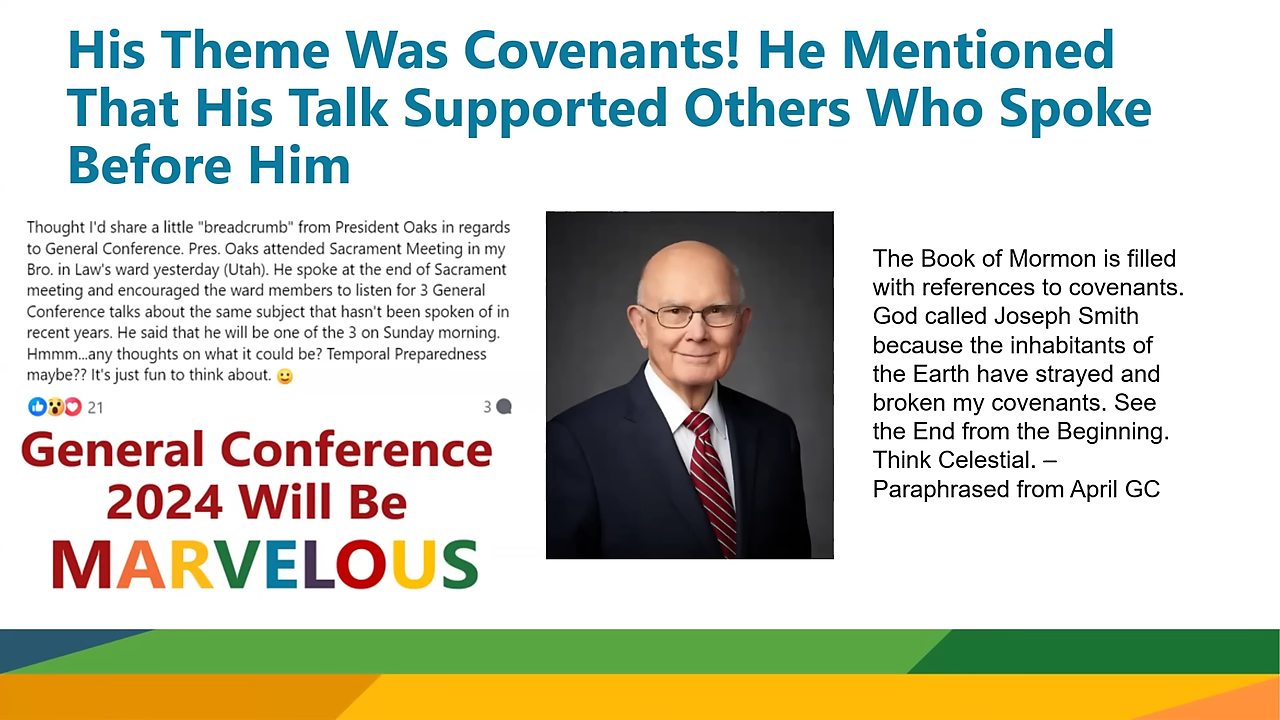 His Theme Was Covenants! He Mentioned
That His Talk Supported Others Who Spoke
Before Him
Thought I'd share a little "breadcrumb" from President Oaks in regards
to General Conference. Pres. Oaks attended Sacrament Meeting in my
Bro. in Law's ward yesterday (Utah). He spoke at the end of Sacrament
meeting and encouraged the ward members to listen for 3 General
Conference talks about the same subject that hasn't been spoken of in
recent years. He said that he will be one of the 3 on Sunday morning.
Hmmm...any thoughts on what it could be? Temporal Preparedness
maybe?? It's just fun to think about. 🙂
21
3
General Conference
2024 Will Be
MARVELOUS
The Book of Mormon is filled
with references to covenants.
God called Joseph Smith
because the inhabitants of
the Earth have strayed and
broken my covenants. See
the End from the Beginning.
Think Celestial. –
Paraphrased from April GC